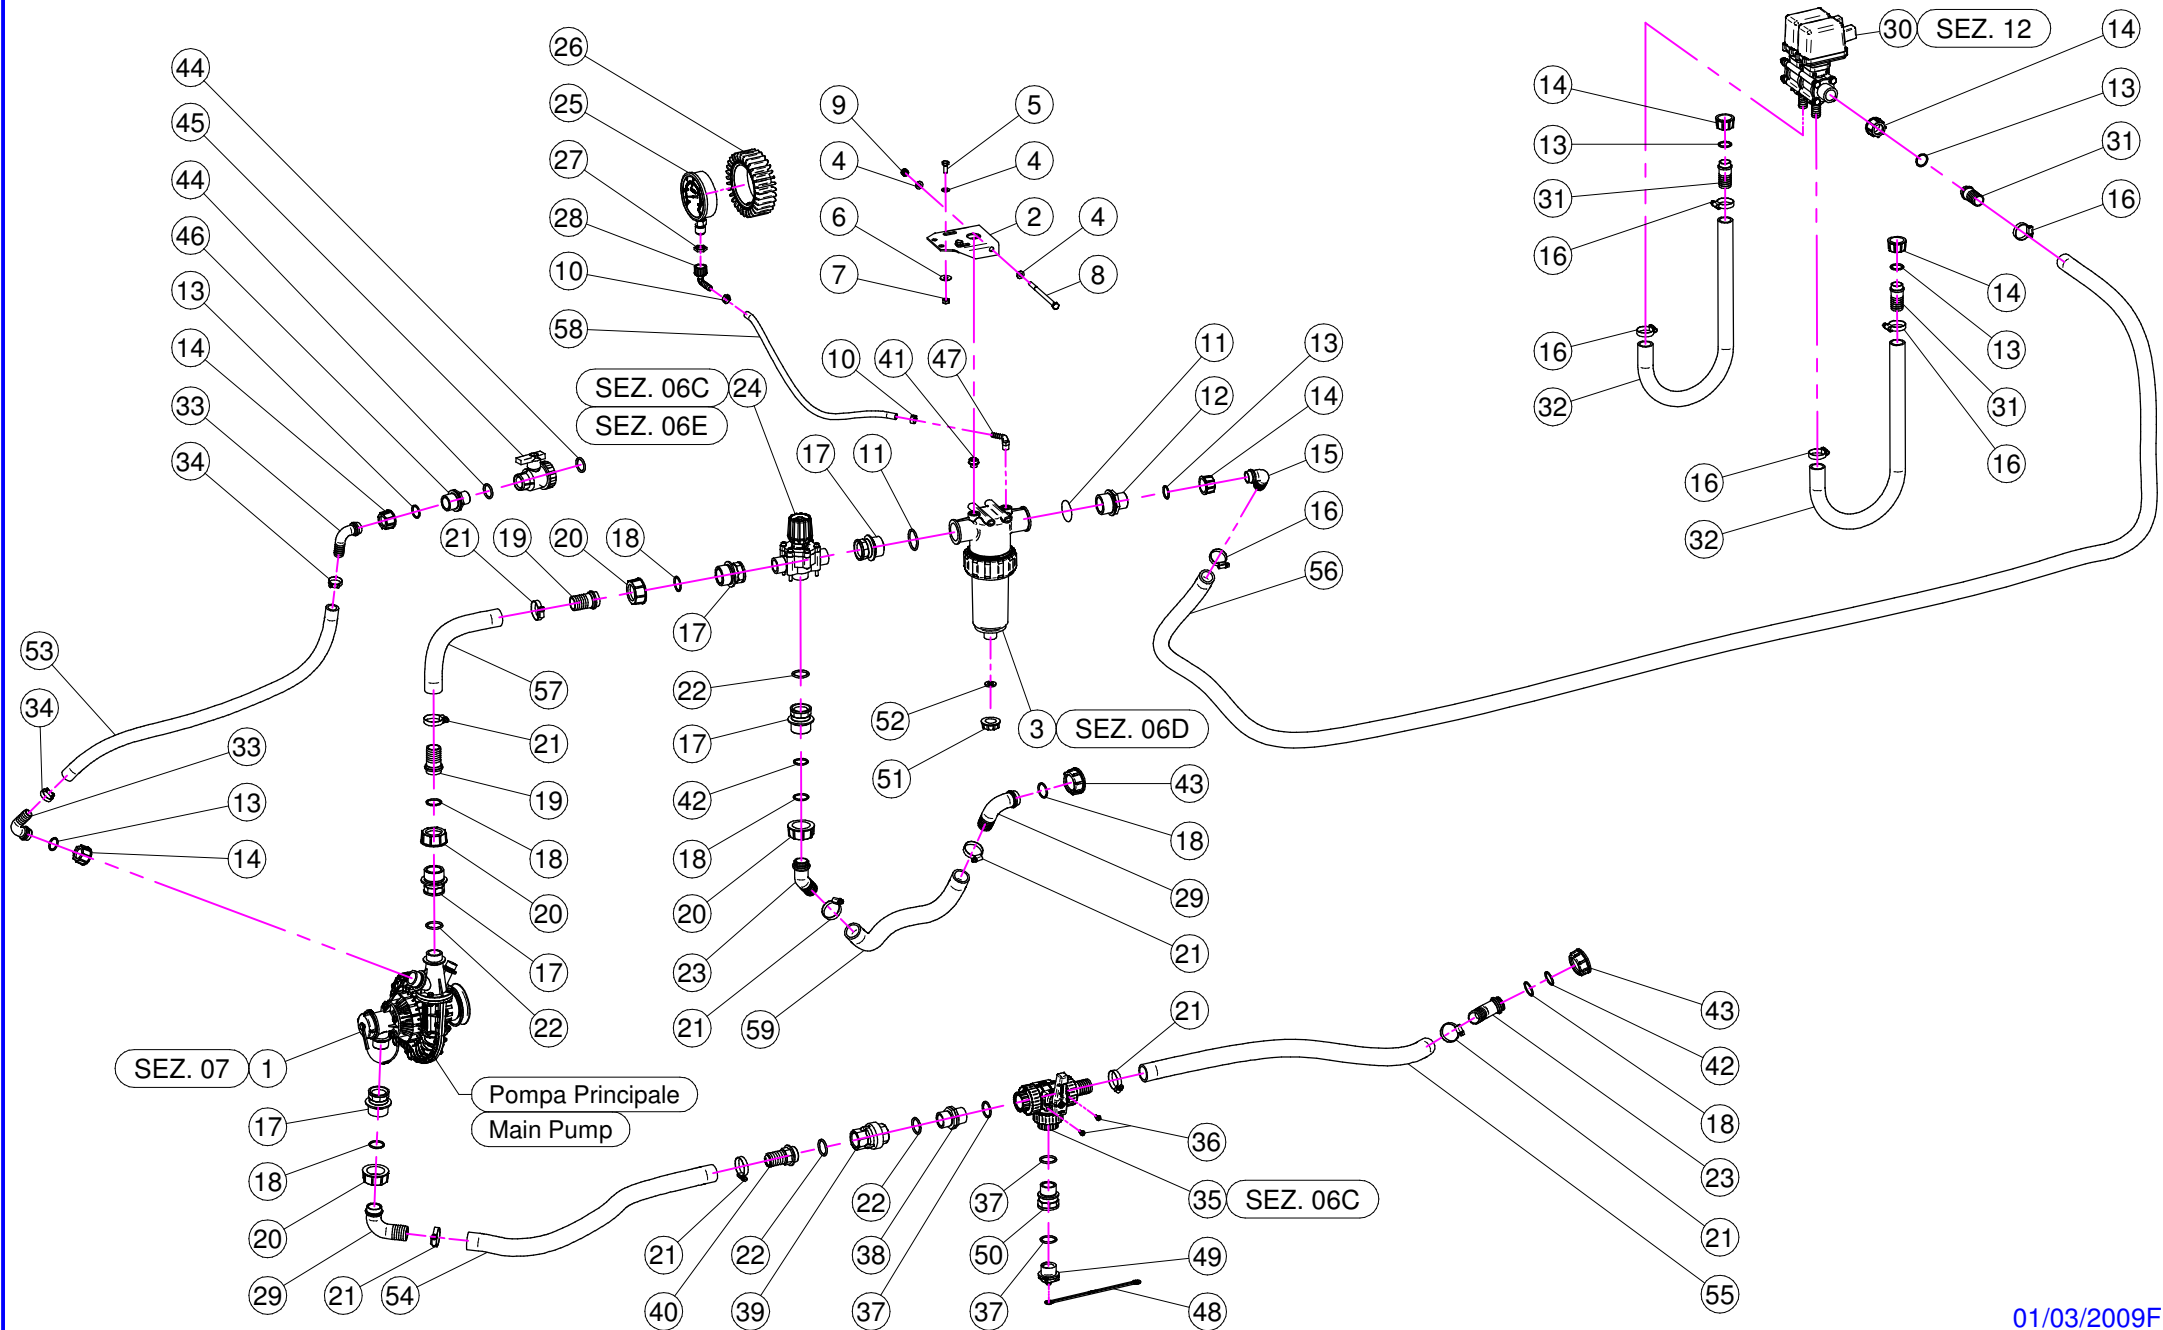 26
30 SEZ. 12 14
44
9 5
14 13
25
45
27 4 4
13 31
44
31 16
28 6 2
46
16
10 7 8
14
13
58
10 41 47 11 13
16 13
14
SEZ. 06C 24
12 14
32 31
33
SEZ. 06E
17 11 15
34
16
16
21 19 20 18
32
56
17
53
57 22
34
52 3 SEZ. 06D
33 21 17
51
13 19 42 43
14 18 18 18
20 20 29
17 23 21
22 21 59 21 43
SEZ. 07 1
42
Pompa Principale
Main Pump
17 36 18
18 37 35 SEZ. 06C 23
20 21 22 22 38 50 49 21
29 21 54 40 39 37 37 48 55
01/03/2009F